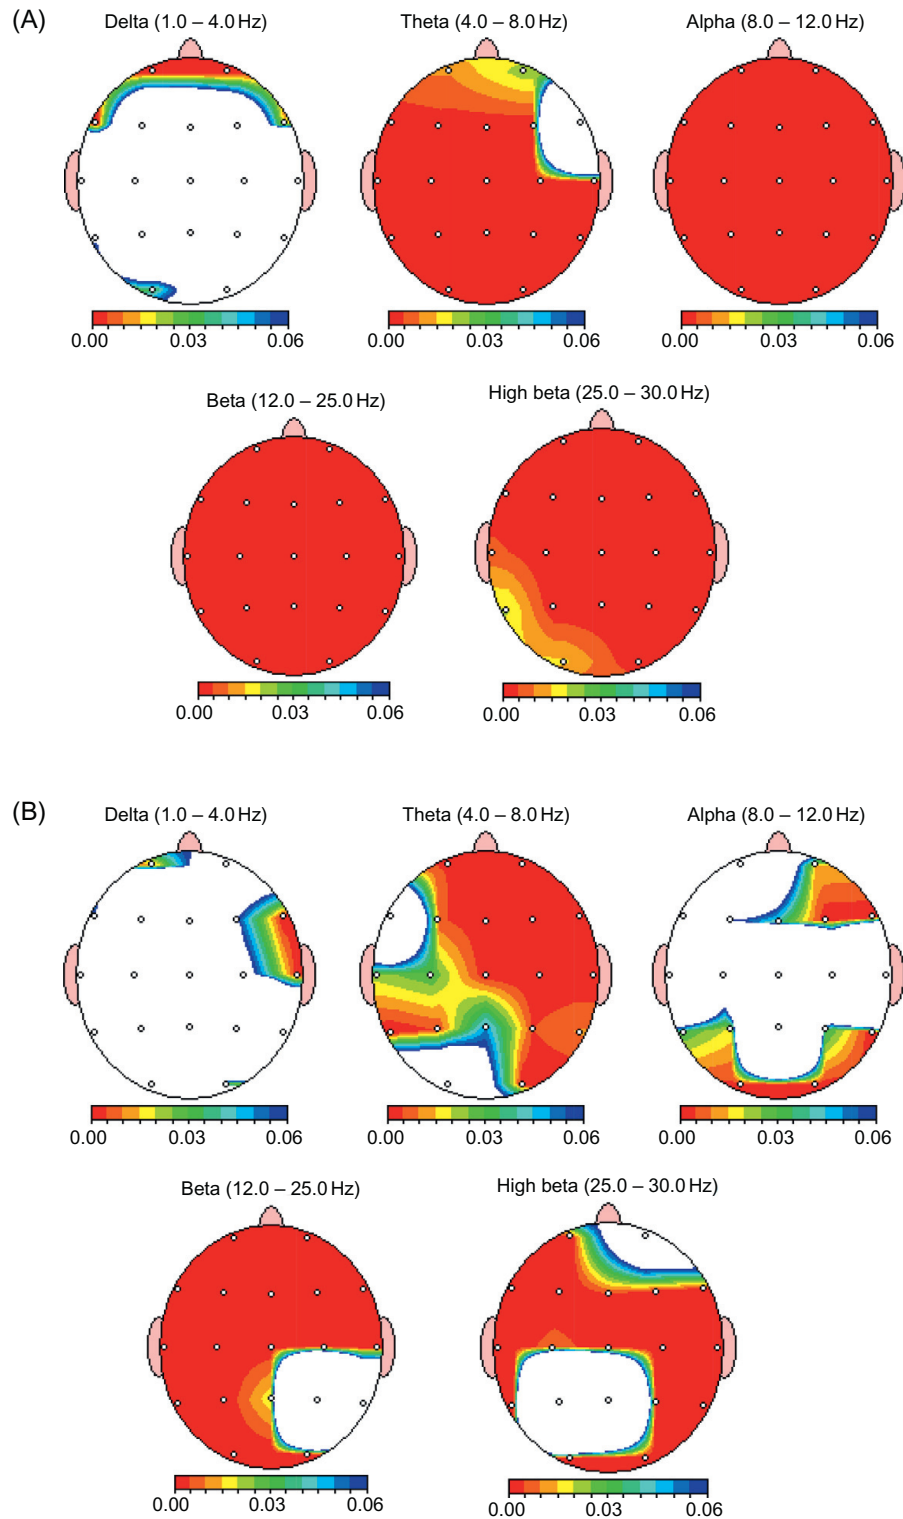 (A)
Delta (1.0 – 4.0 Hz) Theta (4.0 – 8.0 Hz) Alpha (8.0 – 12.0 Hz)
0.00 0.03 0.06 0.00 0.03 0.06 0.00 0.03 0.06
Beta (12.0 – 25.0 Hz) High beta (25.0 – 30.0 Hz)
0.00 0.03 0.06 0.00 0.03 0.06
(B)
Delta (1.0 – 4.0 Hz) Theta (4.0 – 8.0 Hz) Alpha (8.0 – 12.0 Hz)
0.00 0.03 0.06 0.00 0.03 0.06 0.00 0.03 0.06
Beta (12.0 – 25.0 Hz) High beta (25.0 – 30.0 Hz)
0.00 0.03 0.06 0.00 0.03 0.06